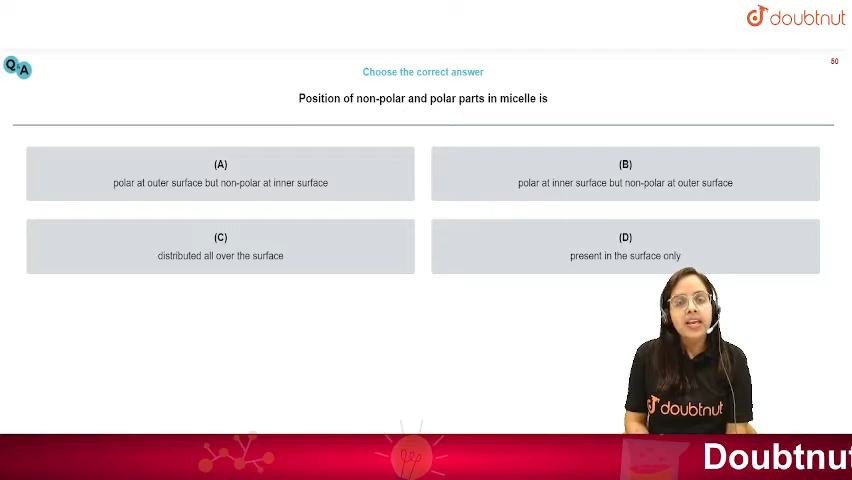 doubtnut
Q A
50
Choose the correct answer
Position of non-polar and polar parts in micelle is
(A)
polar at outer surface but non-polar at inner surface
(B)
polar at inner surface but non-polar at outer surface
(C)
distributed all over the surface
(D)
present in the surface only
doubtnut
Doubtnut